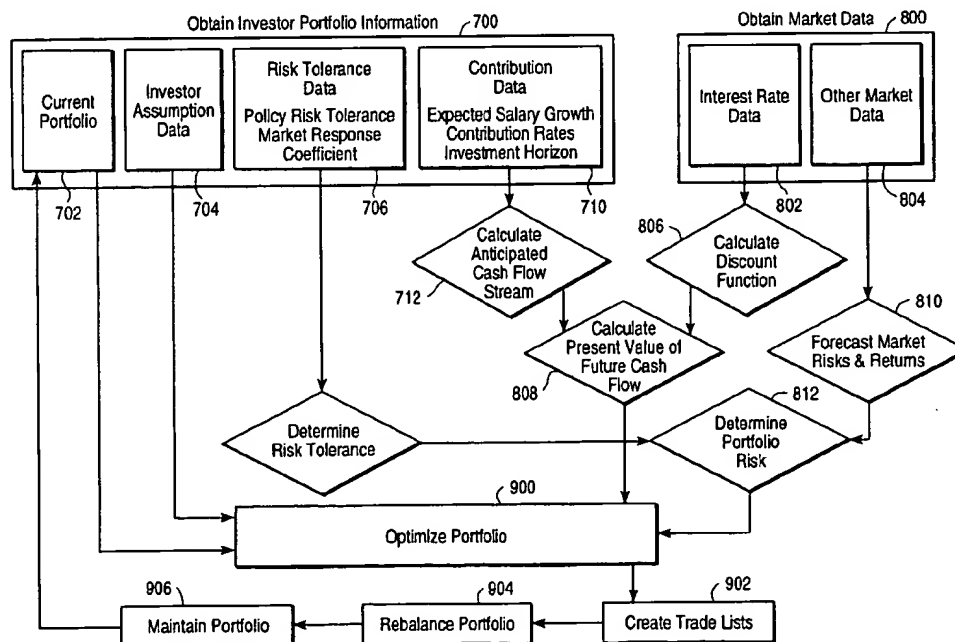 Obtain Investor Portfolio Information
700
Obtain Market Data
800
Current
Portfolio
Investor
Assumption
Data
Risk Tolerance
Data
Policy Risk Tolerance
Market Response
Coefficient
Contribution
Data
Expected Salary Growth
Contribution Rates
Investment Horizon
Interest Rate
Data
Other Market
Data
702
704
706
710
802
804
712
Calculate
Anticipated
Cash Flow
Stream
806
Calculate
Discount
Function
808
Calculate
Present Value of
Future Cash
Flow
810
Forecast Market
Risks & Returns
Determine
Risk Tolerance
812
Determine
Portfolio
Risk
900
Optimize Portfolio
906
Maintain Portfolio
904
Rebalance Portfolio
902
Create Trade Lists